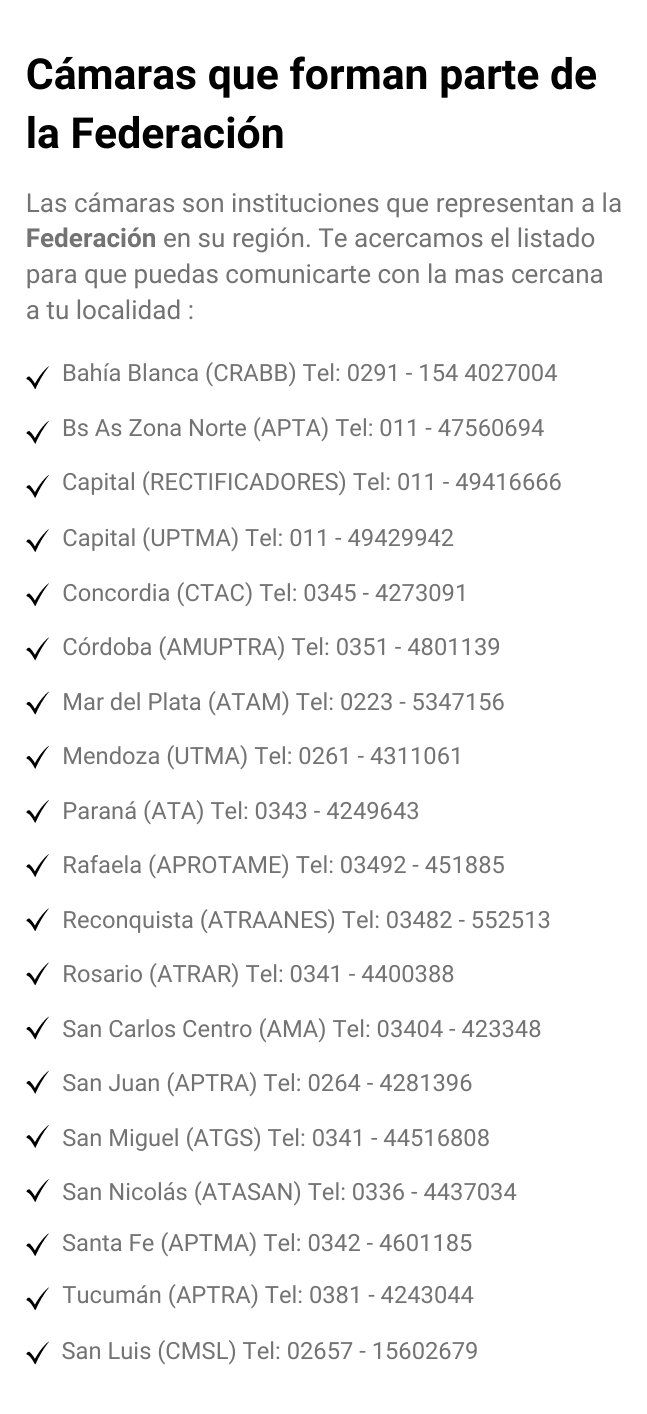 Cámaras que forman parte de
la Federación
Las cámaras son instituciones que representan a la
Federación en su región. Te acercamos el listado
para que puedas comunicarte con la mas cercana
a tu localidad :
Bahía Blanca (CRABB) Tel: 0291 - 154 4027004
Bs As Zona Norte (APTA) Tel: 011 - 47560694
Capital (RECTIFICADORES) Tel: 011 - 49416666
Capital (UPTMA) Tel: 011 - 49429942
Concordia (CTAC) Tel: 0345 - 4273091
Córdoba (AMUPTRA) Tel: 0351 - 4801139
Mar del Plata (ATAM) Tel: 0223 - 5347156
Mendoza (UTMA) Tel: 0261 - 4311061
Paraná (ATA) Tel: 0343 - 4249643
Rafaela (APROTAME) Tel: 03492 - 451885
Reconquista (ATRAANES) Tel: 03482 - 552513
Rosario (ATRAR) Tel: 0341 - 4400388
San Carlos Centro (AMA) Tel: 03404 - 423348
San Juan (APTRA) Tel: 0264 - 4281396
San Miguel (ATGS) Tel: 0341 - 44516808
San Nicolás (ATASAN) Tel: 0336 - 4437034
Santa Fe (APTMA) Tel: 0342 - 4601185
Tucumán (APTRA) Tel: 0381 - 4243044
San Luis (CMSL) Tel: 02657 - 15602679